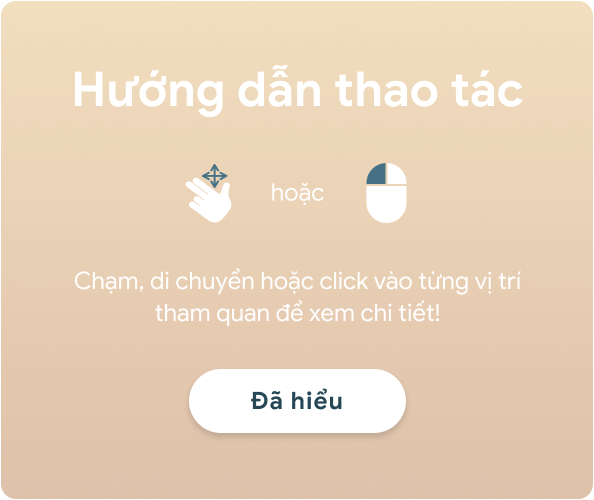 Hướng dẫn thao tác
hoặc
Chạm, di chuyển hoặc click vào từng vị trí
tham quan để xem chi tiết!
Đã hiểu